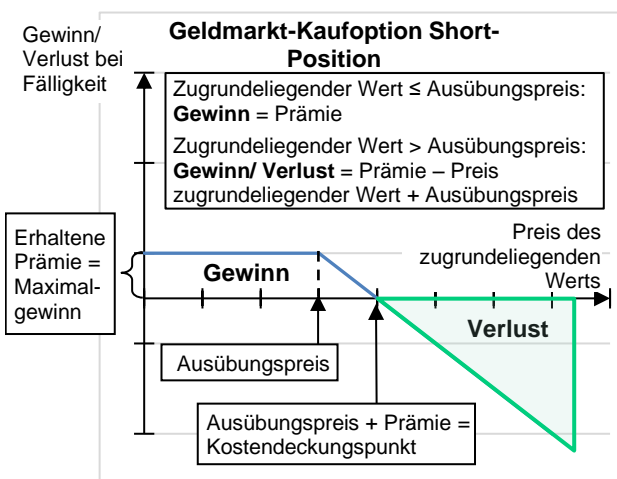 Gewinn/
Verlust bei
Fälligkeit
Geldmarkt-Kaufoption Short-
Position
Zugrundeliegender Wert ≤ Ausübungspreis:
Gewinn = Prämie
Zugrundeliegender Wert > Ausübungspreis:
Gewinn/ Verlust = Prämie – Preis
zugrundeliegender Wert + Ausübungspreis
Erhaltene
Prämie =
Maximal-
gewinn
Gewinn
Preis des
zugrundeliegenden
Werts
Verlust
Ausübungspreis
Ausübungspreis + Prämie =
Kostendeckungspunkt